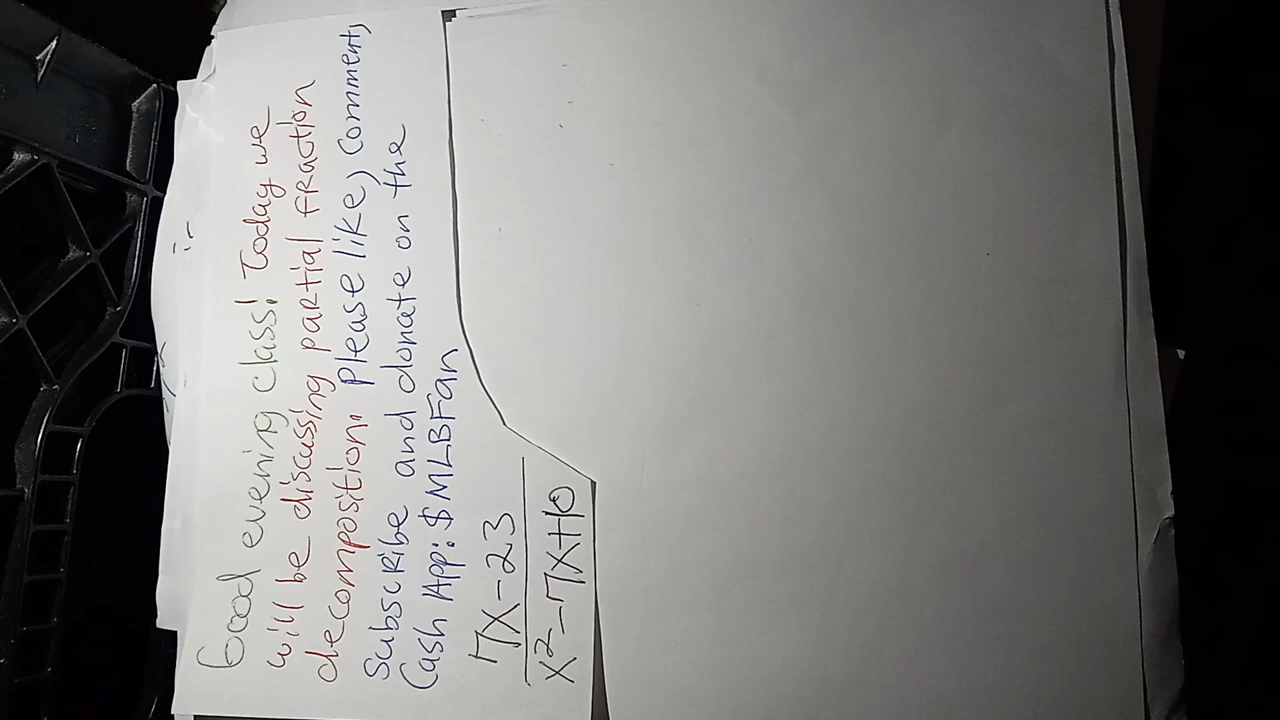 Good evening class! Today we
will be discussing partial fraction
decomposition. Please like, comment,
Subscribe and donate on the
Cash App: $MLBFan
7x-23
x²-7x+10